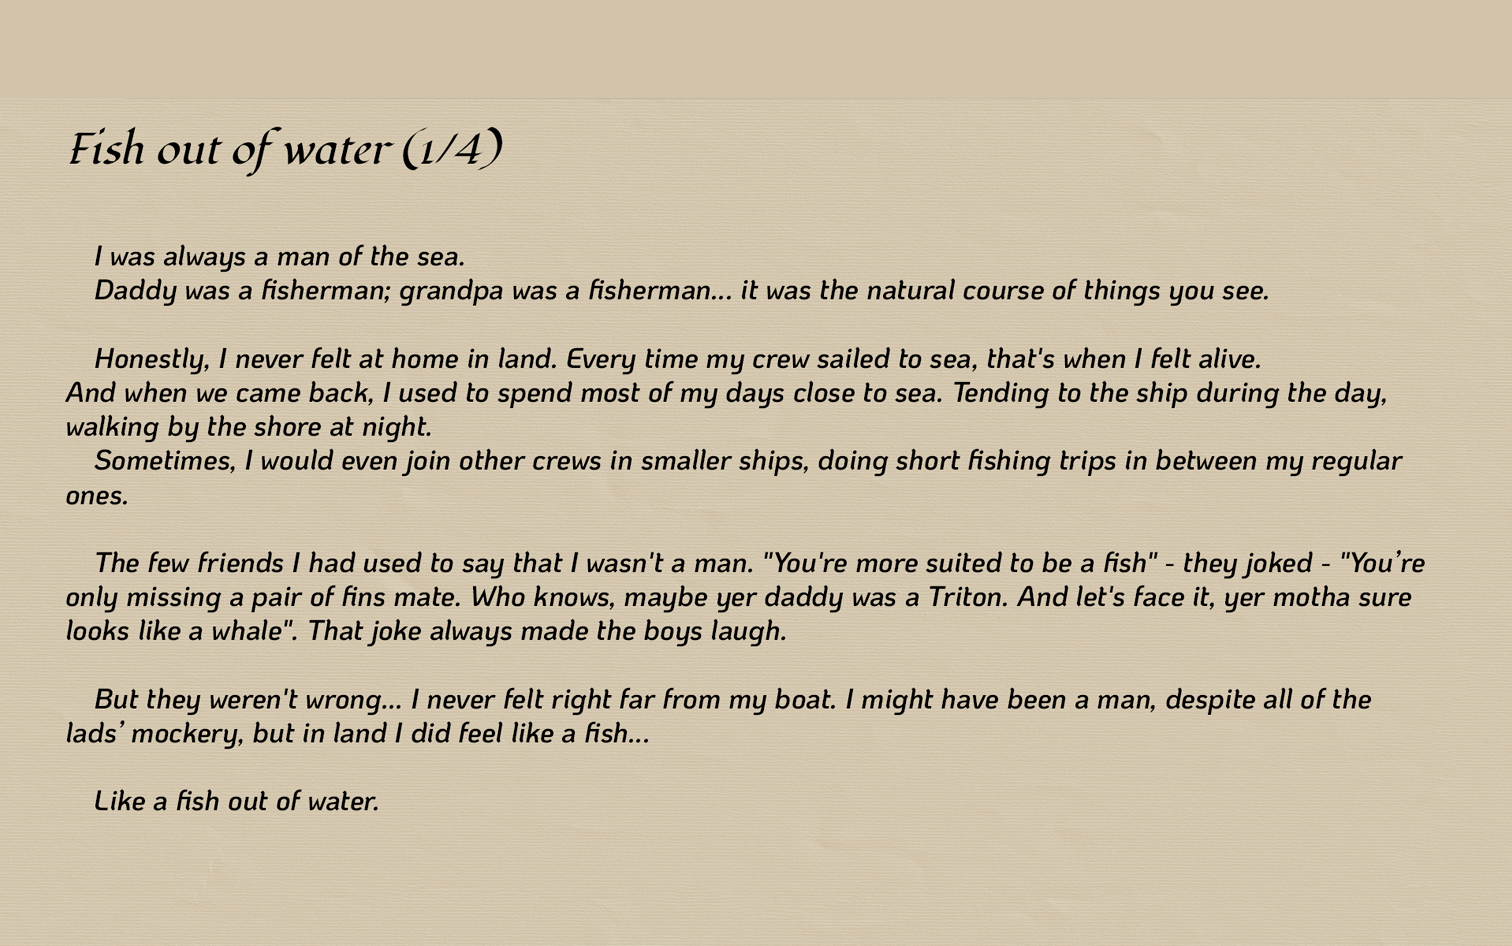 Fish out of water (1/4)
I was always a man of the sea.
Daddy was a fisherman; grandpa was a fisherman... it was the natural course of things you see.
Honestly, I never felt at home in land. Every time my crew sailed to sea, that's when I felt alive.
And when we came back, I used to spend most of my days close to sea. Tending to the ship during the day,
walking by the shore at night.
Sometimes, I would even join other crews in smaller ships, doing short fishing trips in between my regular
ones.
The few friends I had used to say that I wasn't a man. "You're more suited to be a fish" - they joked - "You’re
only missing a pair of fins mate. Who knows, maybe yer daddy was a Triton. And let's face it, yer motha sure
looks like a whale". That joke always made the boys laugh.
But they weren't wrong... I never felt right far from my boat. I might have been a man, despite all of the
lads’ mockery, but in land I did feel like a fish...
Like a fish out of water.